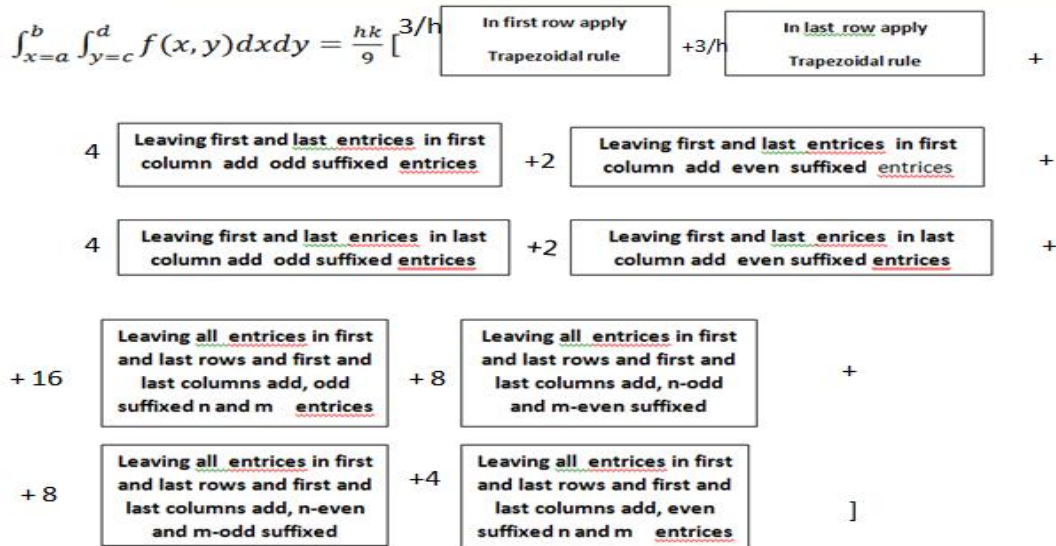 ∫_{x=a}^{b} ∫_{y=c}^{d} f(x, y)dxdy = hk/9 [ 3/h In first row apply Trapezoidal rule +3/h In last row apply Trapezoidal rule +
4 Leaving first and last entrices in first column add odd suffixed entrices +2 Leaving first and last entrices in first column add even suffixed entrices +
4 Leaving first and last enrices in last column add odd suffixed entrices +2 Leaving first and last enrices in last column add even suffixed entrices +
+ 16 Leaving all entrices in first and last rows and first and last columns add, odd suffixed n and m entrices + 8 Leaving all entrices in first and last rows and first and last columns add, n-odd and m-even suffixed +
+ 8 Leaving all entrices in first and last rows and first and last columns add, n-even and m-odd suffixed +4 Leaving all entrices in first and last rows and first and last columns add, even suffixed n and m entrices ]